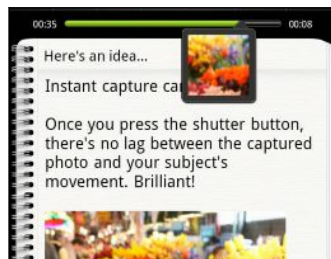 00:35 00:08
Here's an idea...
Instant capture
Once you press the shutter button,
there's no lag between the captured
photo and your subject's
movement. Brilliant!